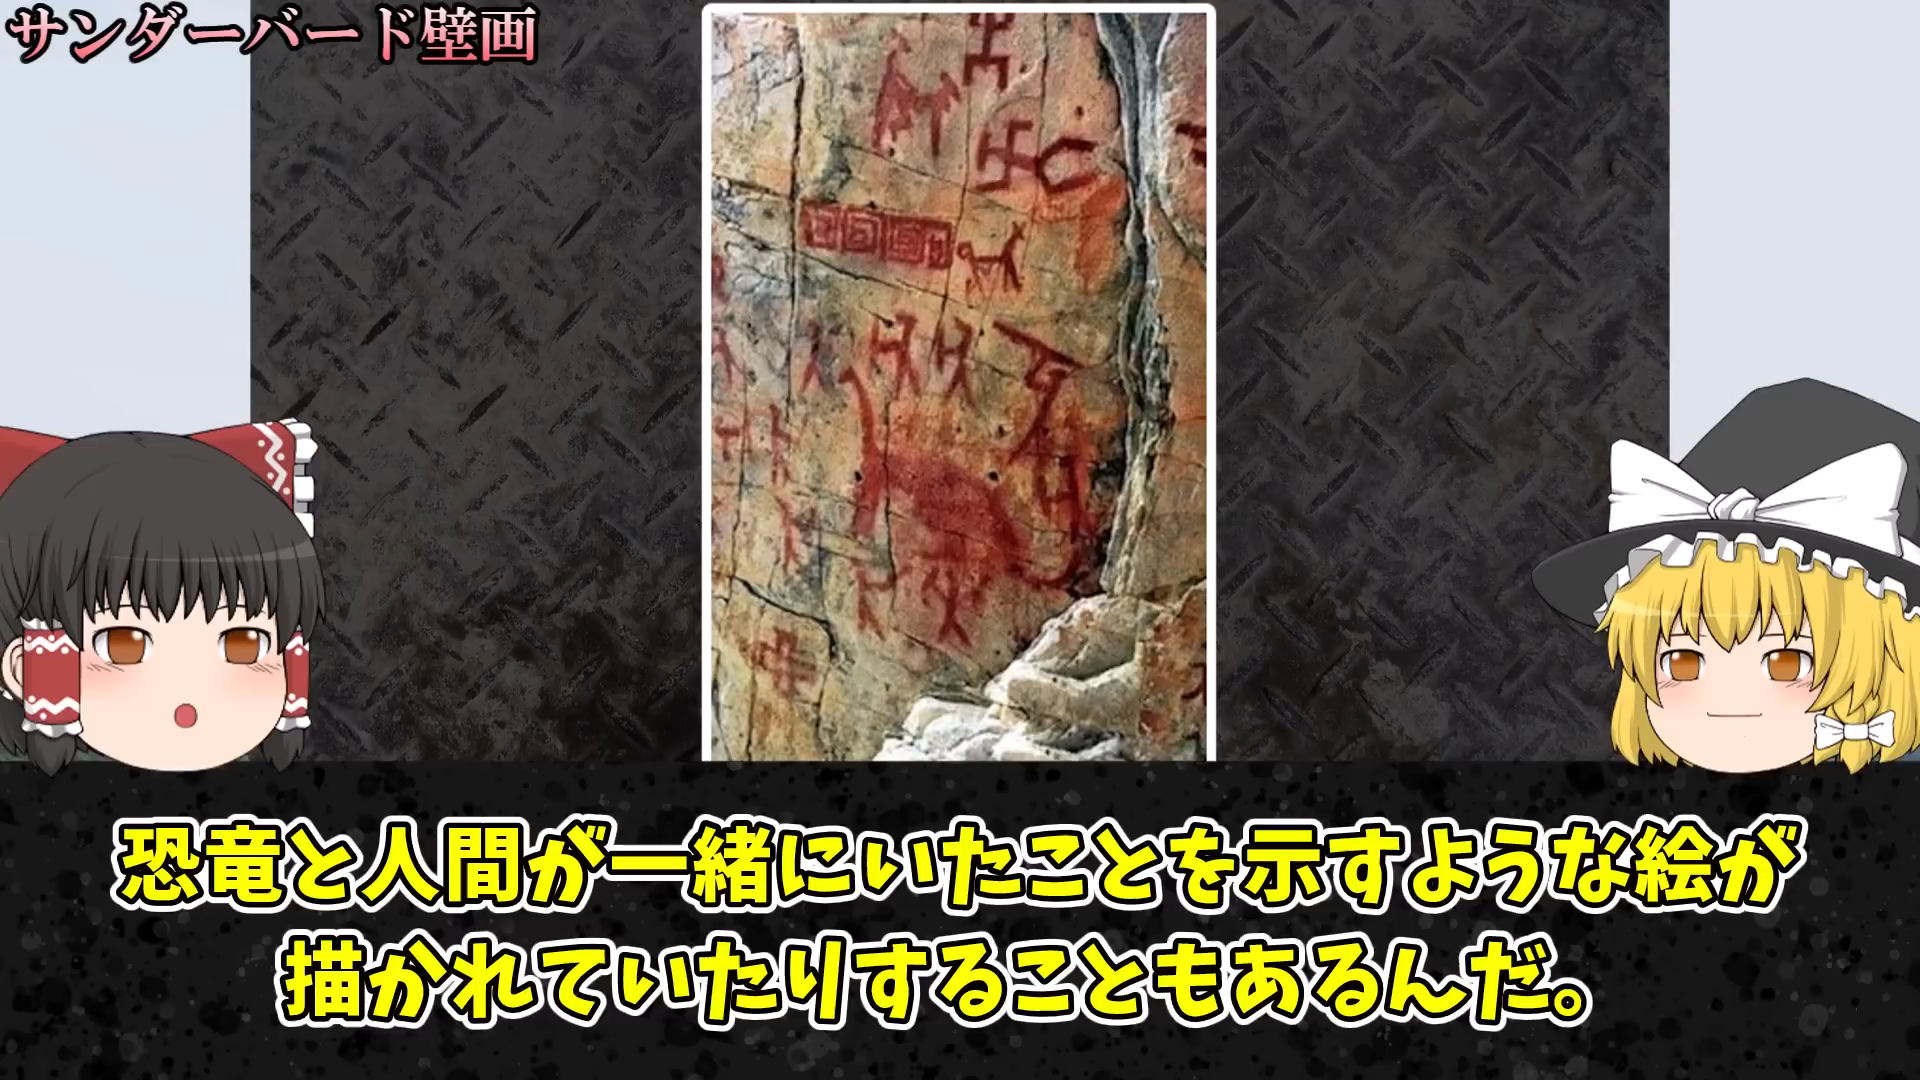 サンダーバード壁画
恐竜と人間が一緒にいたことを示すような絵が
描かれていたりすることもあるんだ。